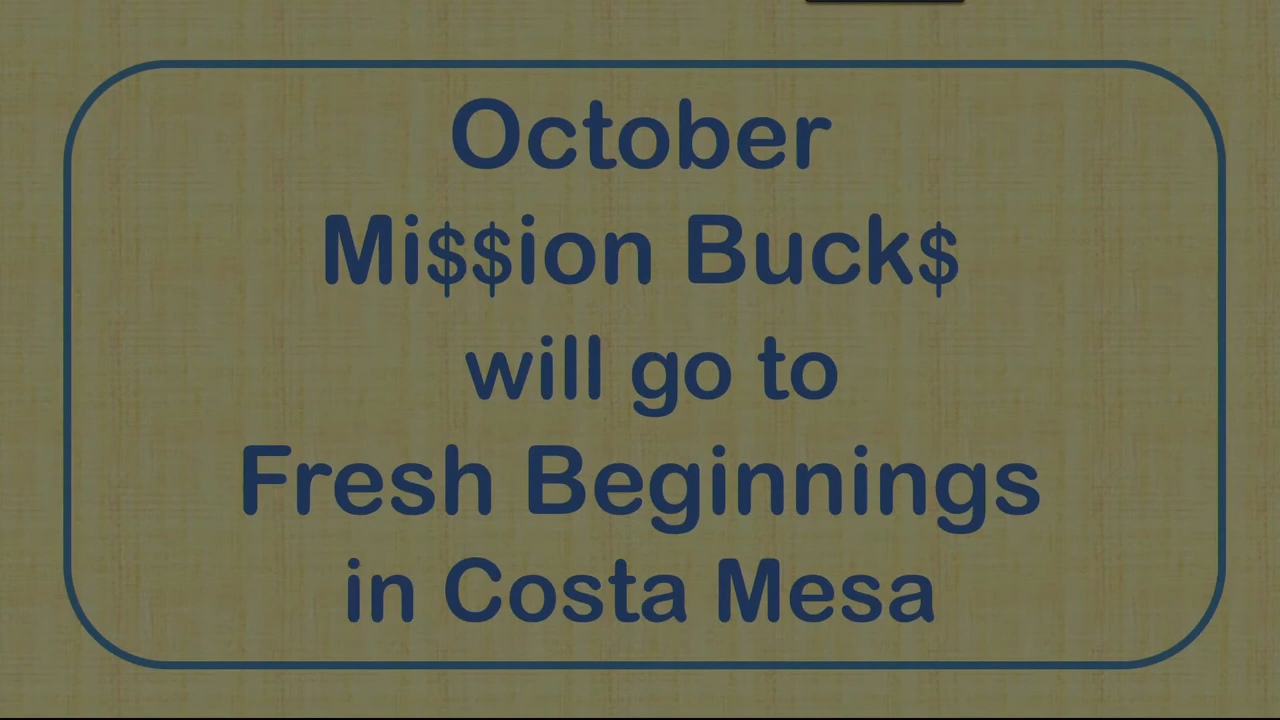 October
Mi$$ion Buck$
will go to
Fresh Beginnings
in Costa Mesa